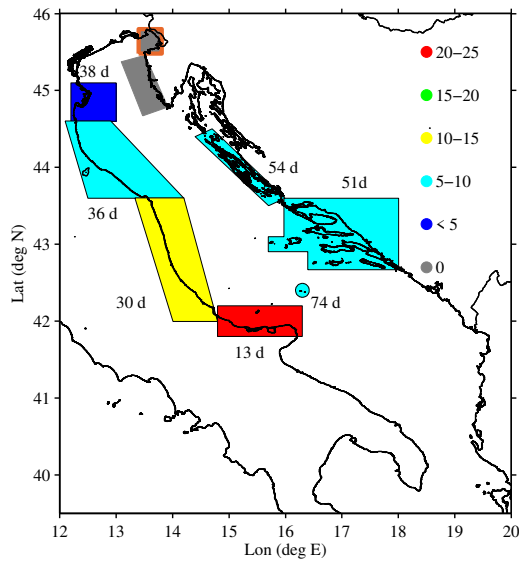 46
45
44
43
42
41
40
Lat (deg N)
38 d
36 d
30 d
13 d
54 d
51d
74 d
20−25
15−20
10−15
5−10
< 5
0
12 13 14 15 16 17 18 19 20
Lon (deg E)